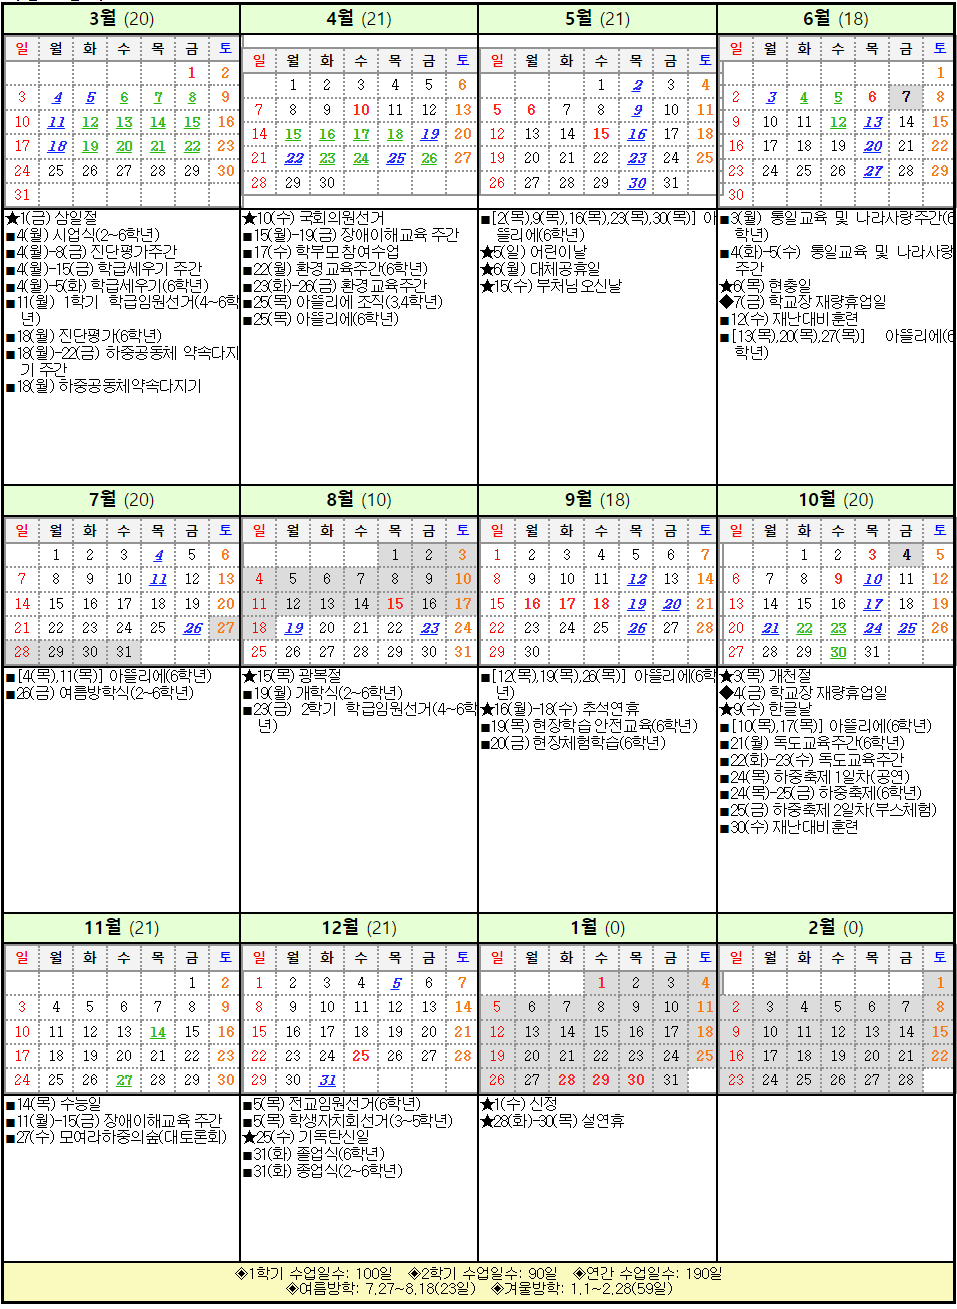 3월 (20) 4월 (21) 5월 (21) 6월 (18)
일 월 화 수 목 금 토
1 2
3 4 5 6 7 8 9
10 11 12 13 14 15 16
17 18 19 20 21 22 23
24 25 26 27 28 29 30
31
일 월 화 수 목 금 토
1 2 3 4 5 6
7 8 9 10 11 12 13
14 15 16 17 18 19 20
21 22 23 24 25 26 27
28 29 30
일 월 화 수 목 금 토
1 2 3 4
5 6 7 8 9 10 11
12 13 14 15 16 17 18
19 20 21 22 23 24 25
26 27 28 29 30 31
일 월 화 수 목 금 토
1
2 3 4 5 6 7 8
9 10 11 12 13 14 15
16 17 18 19 20 21 22
23 24 25 26 27 28 29
30
★1(금) 삼일절
■4(월) 시업식(2~6학년)
■4(월)-8(금) 진단평가주간
■4(월)-15(금) 학급세우기 주간
■4(월)-5(화) 학급세우기(6학년)
■11(월) 1학기 학급임원선거(4~6학
년)
■18(월) 진단평가(6학년)
■18(월)-22(금) 하중공동체 약속다지
기 주간
■18(월) 하중공동체약속다지기
★10(수) 국회의원선거
■15(월)-19(금) 장애이해교육 주간
■17(수) 학부모참여수업
■22(월) 환경교육주간(6학년)
■23(화)-26(금) 환경교육주간
■25(목) 아뜰리에 조직(3,4학년)
■25(목) 아뜰리에(6학년)
■[2(목),9(목),16(목),23(목),30(목)] 아
뜰리에(6학년)
★5(일) 어린이날
★6(월) 대체공휴일
★15(수) 부처님 오신날
■3(월) 통일교육 및 나라사랑주간(6
학년)
■4(화)-5(수) 통일교육 및 나라사랑
주간
★6(목) 현충일
◆7(금) 학교장 재량휴업일
■12(수) 재난대비 훈련
■[13(목),20(목),27(목)] 아뜰리에(6
학년)
7월 (20) 8월 (10) 9월 (18) 10월 (20)
일 월 화 수 목 금 토
1 2 3 4 5 6
7 8 9 10 11 12 13
14 15 16 17 18 19 20
21 22 23 24 25 26 27
28 29 30 31
일 월 화 수 목 금 토
1 2 3
4 5 6 7 8 9 10
11 12 13 14 15 16 17
18 19 20 21 22 23 24
25 26 27 28 29 30 31
일 월 화 수 목 금 토
1 2 3 4 5 6 7
8 9 10 11 12 13 14
15 16 17 18 19 20 21
22 23 24 25 26 27 28
29 30
일 월 화 수 목 금 토
1 2 3 4 5
6 7 8 9 10 11 12
13 14 15 16 17 18 19
20 21 22 23 24 25 26
27 28 29 30 31
■[4(목),11(목)] 아뜰리에(6학년)
■26(금) 여름방학식(2~6학년)
★15(목) 광복절
■19(월) 개학식(2~6학년)
■23(금) 2학기 학급임원선거(4~6학
년)
■[12(목),19(목),26(목)] 아뜰리에(6학
년)
★16(월)-18(수) 추석연휴
■19(목) 현장학습 안전교육(6학년)
■20(금) 현장체험학습(6학년)
★3(목) 개천절
◆4(금) 학교장 재량휴업일
★9(수) 한글날
■[10(목),17(목)] 아뜰리에(6학년)
■21(월) 독도교육주간(6학년)
■22(화)-23(수) 독도교육주간
■24(목) 하중축제 1일차(공연)
■24(목)-25(금) 하중축제(6학년)
■25(금) 하중축제 2일차(부스체험)
■30(수) 재난대비 훈련
11월 (21) 12월 (21) 1월 (0) 2월 (0)
일 월 화 수 목 금 토
1 2
3 4 5 6 7 8 9
10 11 12 13 14 15 16
17 18 19 20 21 22 23
24 25 26 27 28 29 30
일 월 화 수 목 금 토
1 2 3 4 5 6 7
8 9 10 11 12 13 14
15 16 17 18 19 20 21
22 23 24 25 26 27 28
29 30 31
일 월 화 수 목 금 토
1 2 3 4
5 6 7 8 9 10 11
12 13 14 15 16 17 18
19 20 21 22 23 24 25
26 27 28 29 30 31
일 월 화 수 목 금 토
1
2 3 4 5 6 7 8
9 10 11 12 13 14 15
16 17 18 19 20 21 22
23 24 25 26 27 28
■14(목) 수능일
■11(월)-15(금) 장애이해교육 주간
■27(수) 모여라하중의숲(대토론회)
■5(목) 전교임원선거(6학년)
■5(목) 학생자치회선거(3~5학년)
★25(수) 기독탄신일
■31(화) 졸업식(6학년)
■31(화) 종업식(2~6학년)
★1(수) 신정
★28(화)-30(목) 설연휴
◈1학기 수업일수: 100일 ◈2학기 수업일수: 90일 ◈연간 수업일수: 190일
◈여름방학: 7.27~8.18(23일) ◈겨울방학: 1.1~2.28(59일)